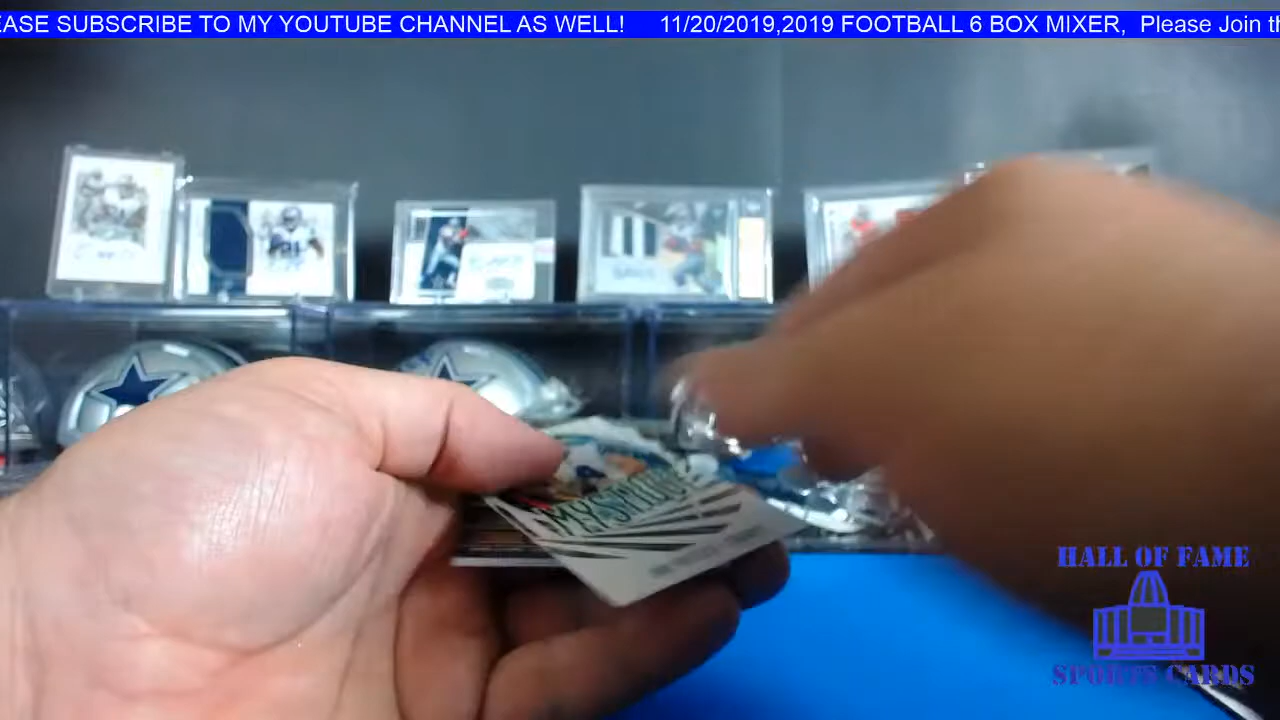 EASE SUBSCRIBE TO MY YOUTUBE CHANNEL AS WELL! 11/20/2019,2019 FOOTBALL 6 BOX MIXER, Please Join th
HALL OF FAME
SPORTS CARDS